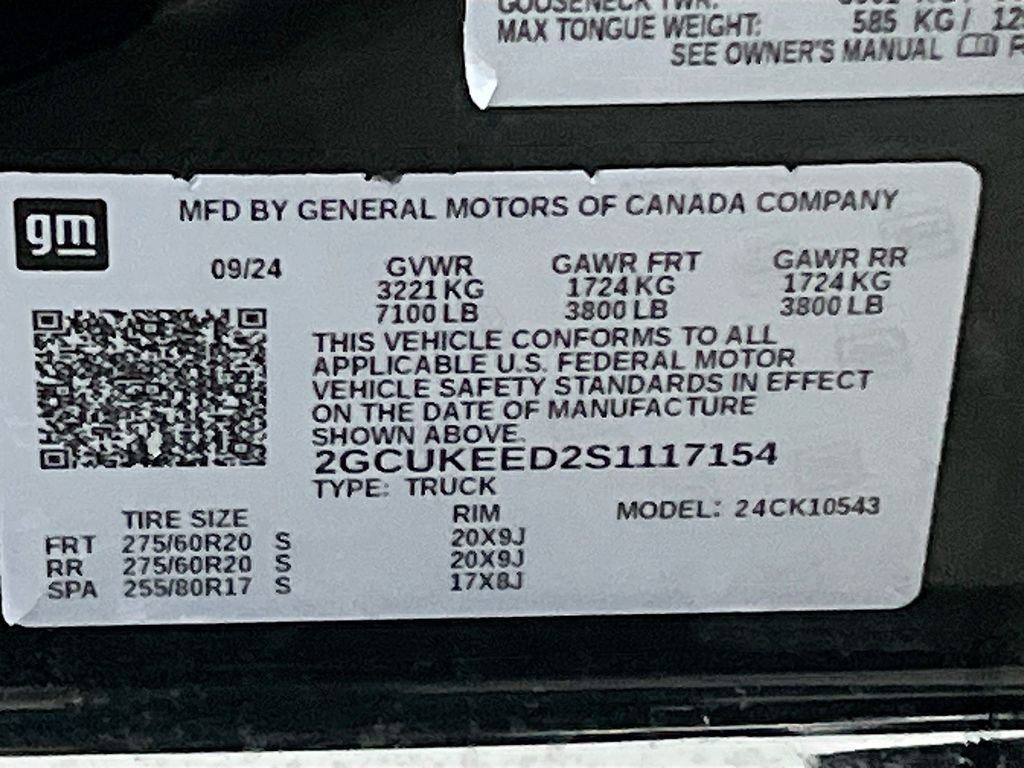 MAX TONGUE WEIGHT: 585 KG /
SEE OWNER'S MANUAL
gm
MFD BY GENERAL MOTORS OF CANADA COMPANY
09/24 GVWR GAWR FRT GAWR RR
3221 KG 1724 KG 1724 KG
7100 LB 3800 LB 3800 LB
THIS VEHICLE CONFORMS TO ALL
APPLICABLE U.S. FEDERAL MOTOR
VEHICLE SAFETY STANDARDS IN EFFECT
ON THE DATE OF MANUFACTURE
SHOWN ABOVE.
2GCUKEED2S1117154
TYPE: TRUCK
TIRE SIZE RIM MODEL: 24CK10543
FRT 275/60R20 S 20X9J
RR 275/60R20 S 20X9J
SPA 255/80R17 S 17X8J